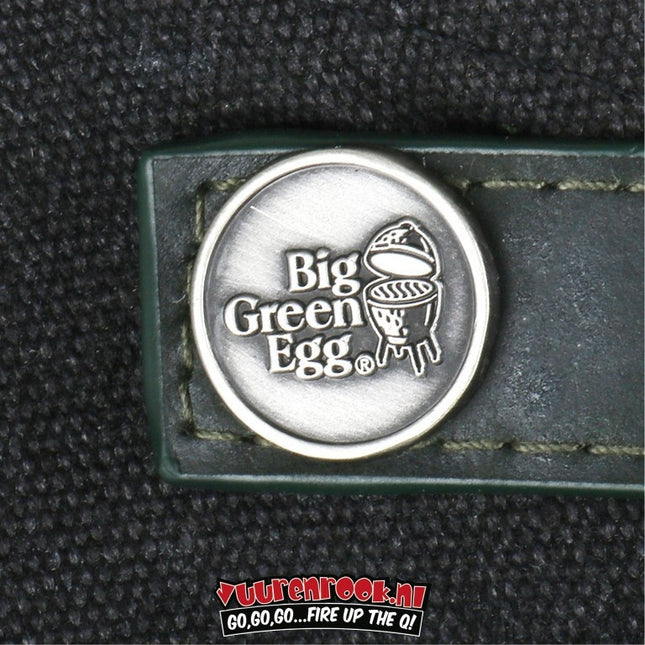 Big
Green
Egg®
vuurenrook.nl
GO,GO,GO...FIRE UP THE Q!